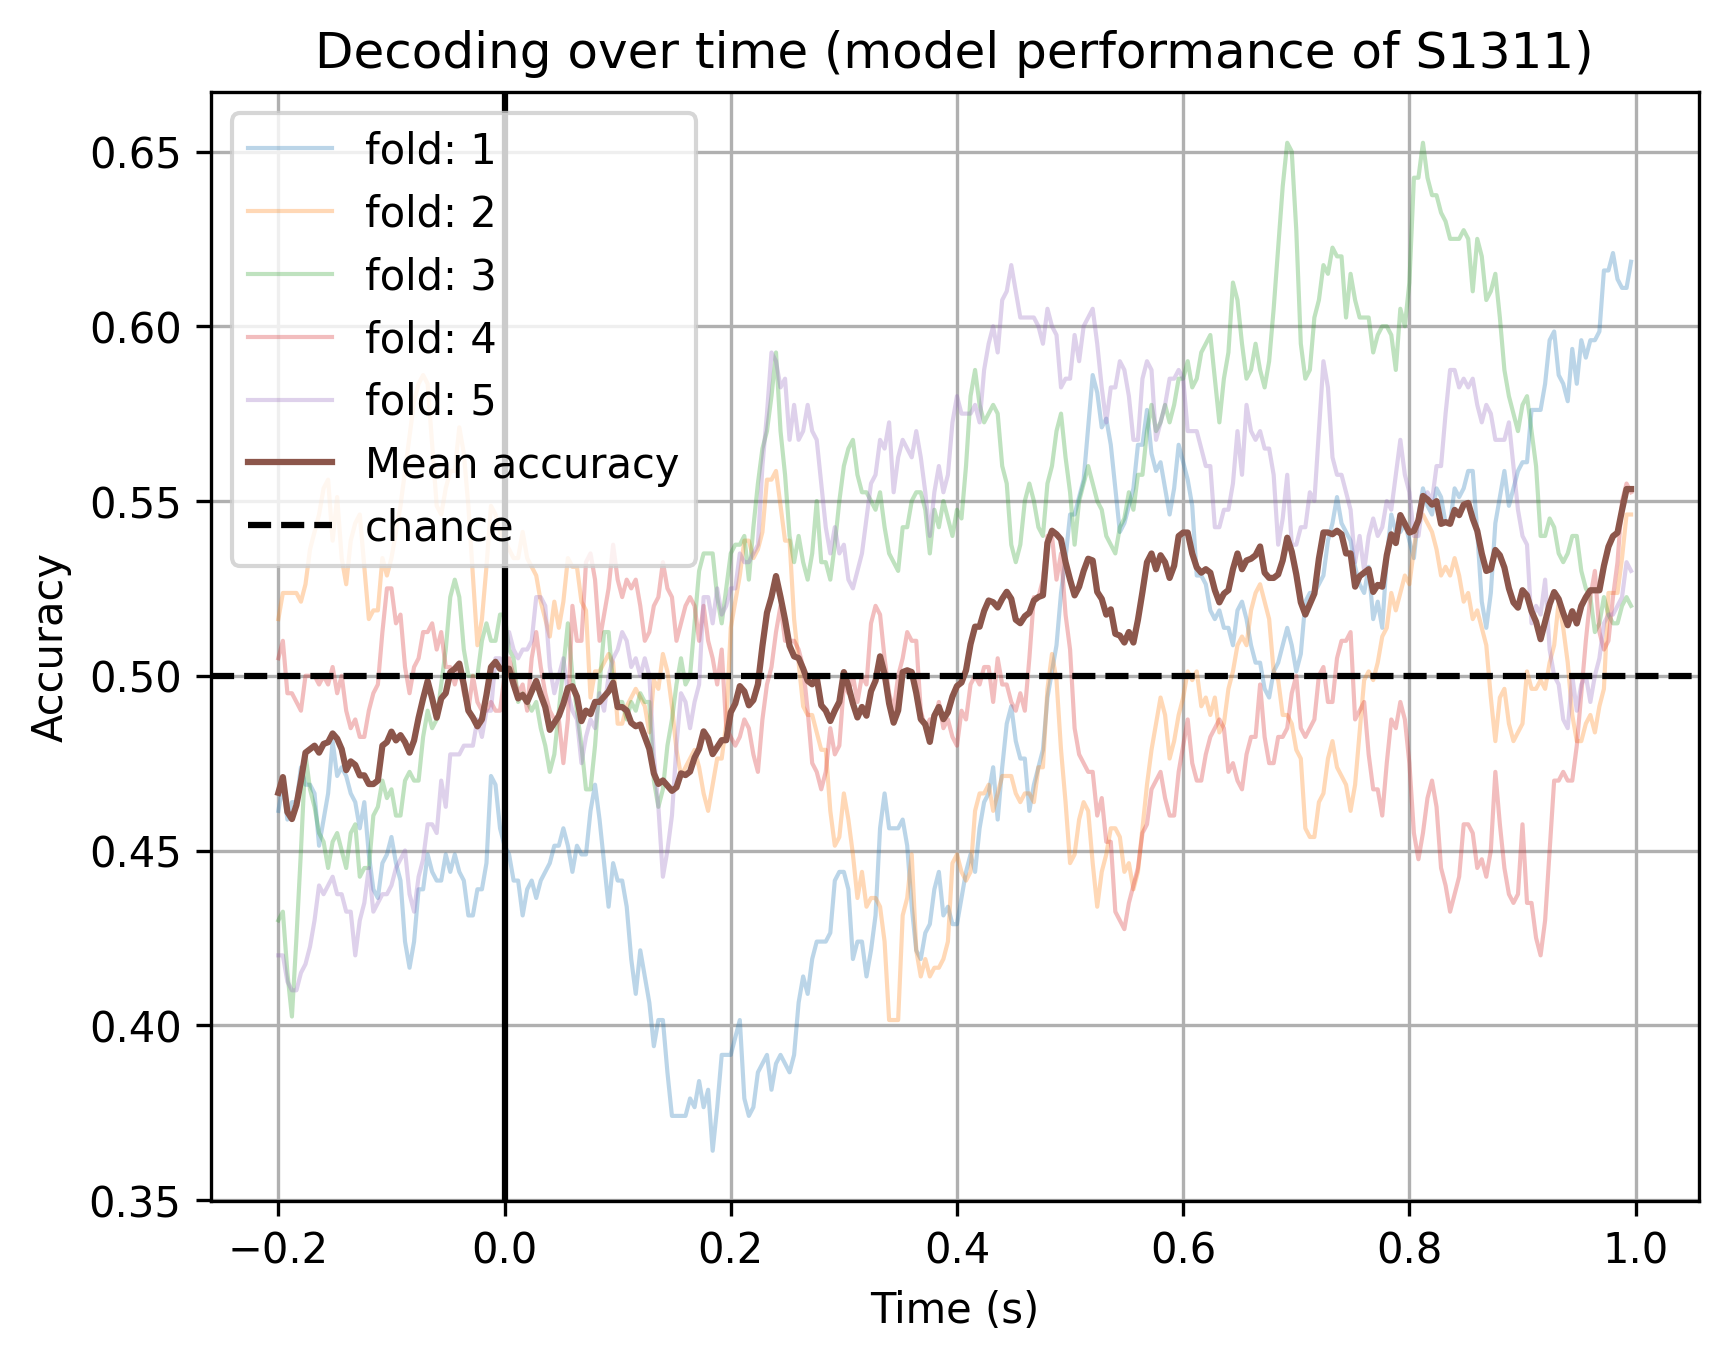 Decoding over time (model performance of S1311)
fold: 1
fold: 2
fold: 3
fold: 4
fold: 5
Mean accuracy
chance
Accuracy
0.65
0.60
0.55
0.50
0.45
0.40
0.35
−0.2 0.0 0.2 0.4 0.6 0.8 1.0
Time (s)